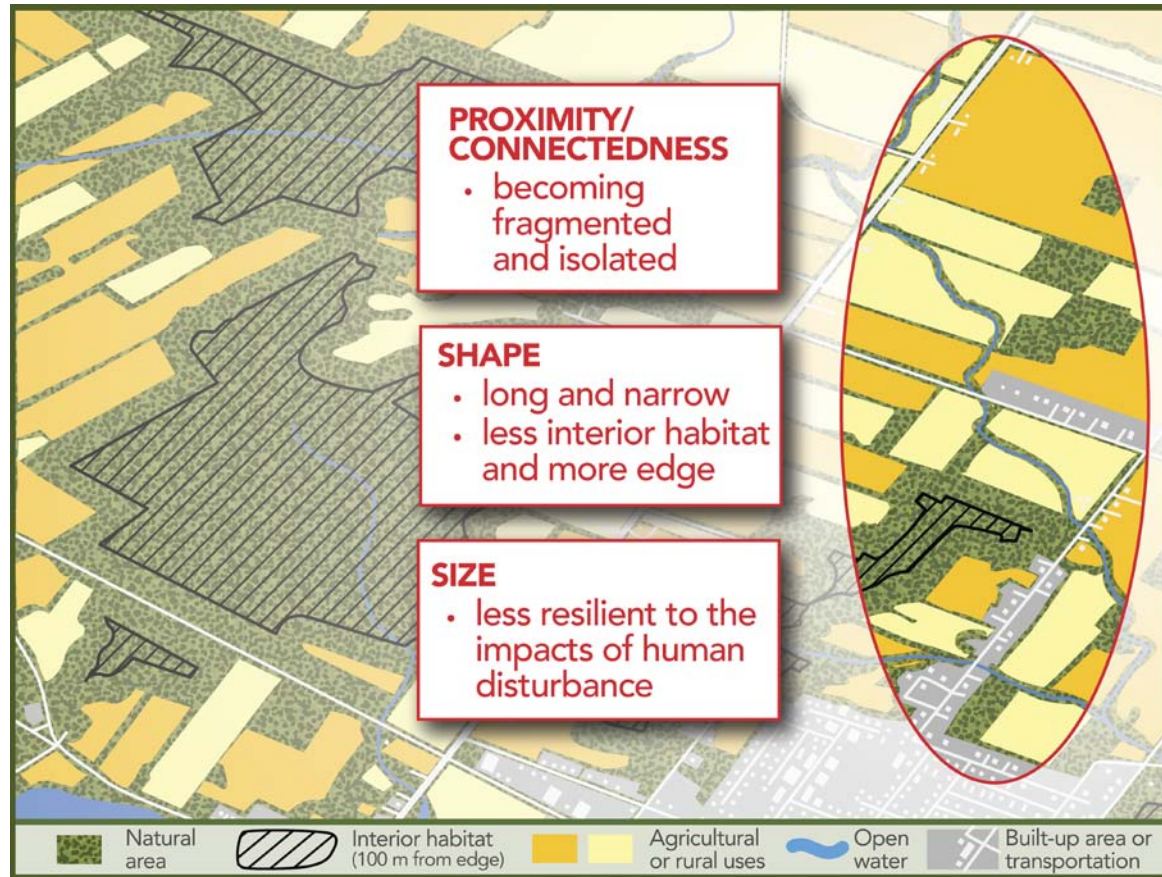 PROXIMITY/
CONNECTEDNESS
• becoming
fragmented
and isolated
SHAPE
• long and narrow
• less interior habitat
and more edge
SIZE
• less resilient to the
impacts of human
disturbance
Natural
area
Interior habitat
(100 m from edge)
Agricultural
or rural uses
Open
water
Built-up area or
transportation